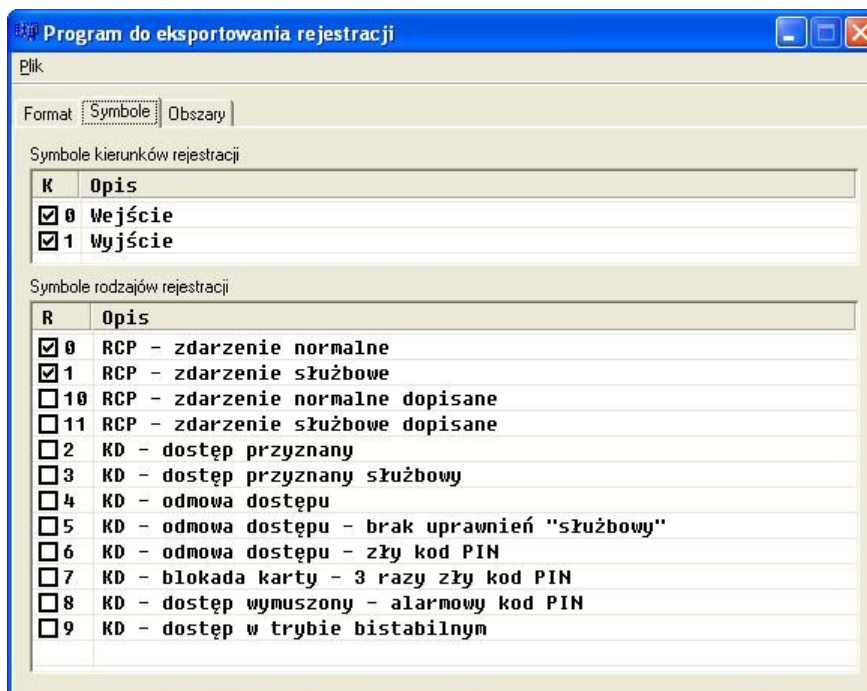 Program do eksportowania rejestracji
Plik
Format Symbole Obszary
Symbole kierunków rejestracji
K Opis
0 Wejście
1 Wyjście
Symbole rodzajów rejestracji
R Opis
0 RCP - zdarzenie normalne
1 RCP - zdarzenie służbowe
10 RCP - zdarzenie normalne dopisane
11 RCP - zdarzenie służbowe dopisane
2 KD - dostęp przyznany
3 KD - dostęp przyznany służbowy
4 KD - odmowa dostępu
5 KD - odmowa dostępu - brak uprawnień "służbowy"
6 KD - odmowa dostępu - zły kod PIN
7 KD - blokada karty - 3 razy zły kod PIN
8 KD - dostęp wymuszony - alarmowy kod PIN
9 KD - dostęp w trybie bistabilnym